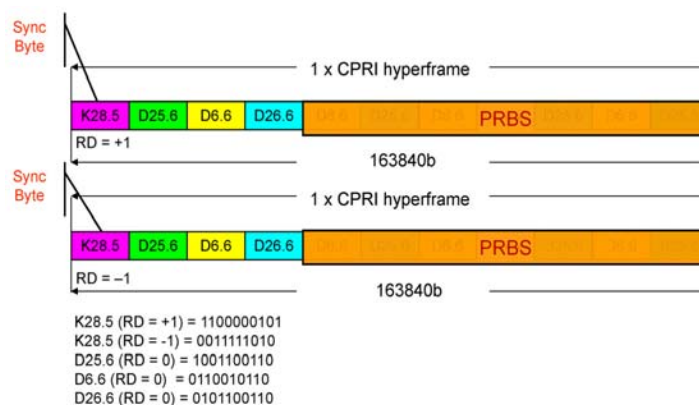 Sync
Byte
1 x CPRI hyperframe
K28.5 D25.6 D6.6 D26.6 PRBS
RD = +1
163840b
Sync
Byte
1 x CPRI hyperframe
K28.5 D25.6 D6.6 D26.6 PRBS
RD = –1
163840b
K28.5 (RD = +1) = 1100000101
K28.5 (RD = -1) = 0011111010
D25.6 (RD = 0) = 1001100110
D6.6 (RD = 0) = 0110010110
D26.6 (RD = 0) = 0101100110